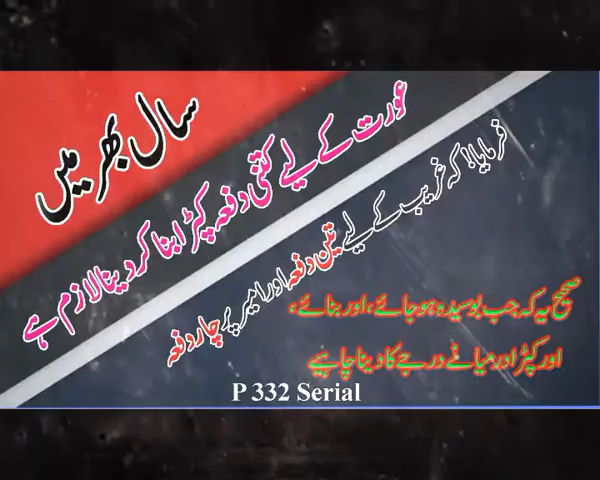 سال بھر میں
عورت کے لیے کتنی دفعہ کپڑا بنا کر دینا لازم ہے
فرمایا! کہ غریب کے لیے تین دفعہ اور امیر پر چار دفعہ
صحیح یہ کہ جب بوسیدہ ہو جائے، اور بنائے،
اور کپڑا درمیانے درجے کا دینا چاہیے
P 332 Serial